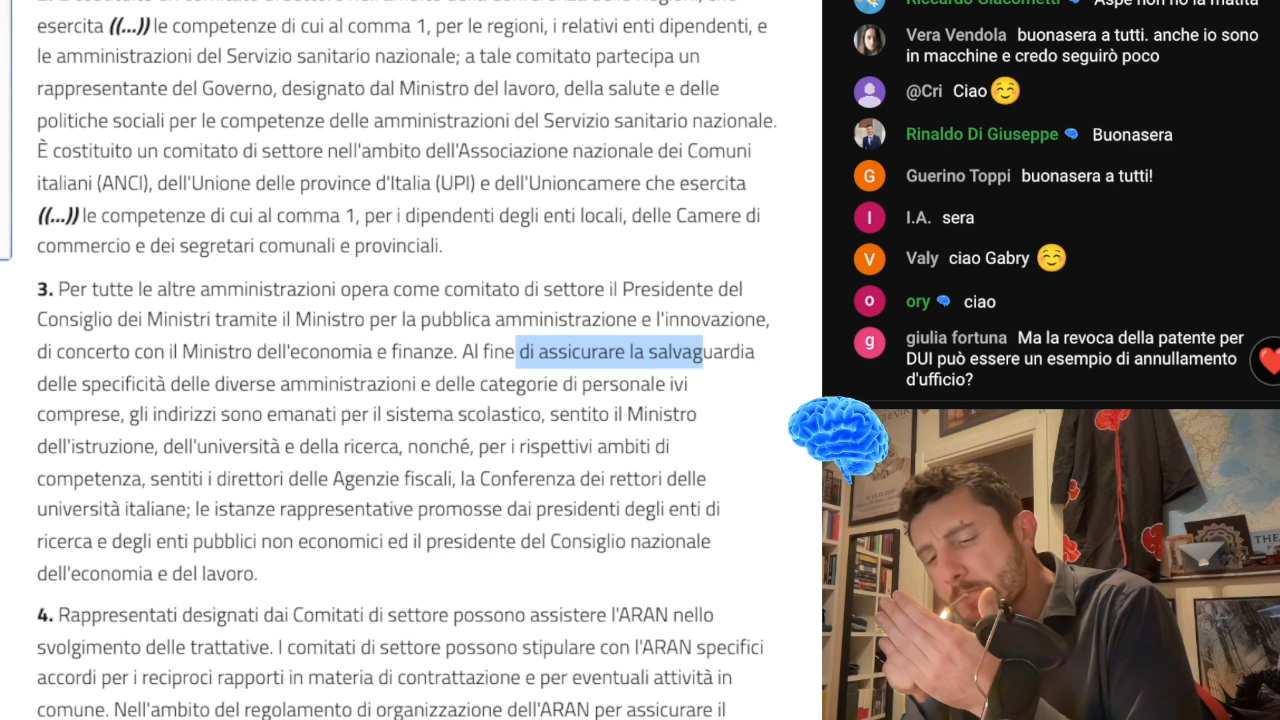 esercita ((...)) le competenze di cui al comma 1, per le regioni, i relativi enti dipendenti, e
le amministrazioni del Servizio sanitario nazionale; a tale comitato partecipa un
rappresentante del Governo, designato dal Ministro del lavoro, della salute e delle
politiche sociali per le competenze delle amministrazioni del Servizio sanitario nazionale.
È costituito un comitato di settore nell'ambito dell'Associazione nazionale dei Comuni
italiani (ANCI), dell'Unione delle province d'Italia (UPI) e dell'Unioncamere che esercita
((...)) le competenze di cui al comma 1, per i dipendenti degli enti locali, delle Camere di
commercio e dei segretari comunali e provinciali.
3. Per tutte le altre amministrazioni opera come comitato di settore il Presidente del
Consiglio dei Ministri tramite il Ministro per la pubblica amministrazione e l'innovazione,
di concerto con il Ministro dell'economia e finanze. Al fine di assicurare la salvaguardia
delle specificità delle diverse amministrazioni e delle categorie di personale ivi
comprese, gli indirizzi sono emanati per il sistema scolastico, sentito il Ministro
dell'istruzione, dell'università e della ricerca, nonché, per i rispettivi ambiti di
competenza, sentiti i direttori delle Agenzie fiscali, la Conferenza dei rettori delle
università italiane; le istanze rappresentative promosse dai presidenti degli enti di
ricerca e degli enti pubblici non economici ed il presidente del Consiglio nazionale
dell'economia e del lavoro.
4. Rappresentati designati dai Comitati di settore possono assistere l'ARAN nello
svolgimento delle trattative. I comitati di settore possono stipulare con l'ARAN specifici
accordi per i reciproci rapporti in materia di contrattazione e per eventuali attività in
comune. Nell'ambito del regolamento di organizzazione dell'ARAN per assicurare il
Riccardo Giacometti Aspe non ho la matita
Vera Vendola buonasera a tutti. anche io sono
in macchine e credo seguirò poco
@Cri Ciao ☺️
Rinaldo Di Giuseppe Buonasera
G Guerino Toppi buonasera a tutti!
I I.A. sera
V Valy ciao Gabry ☺️
o ory ciao
g giulia fortuna Ma la revoca della patente per
DUI può essere un esempio di annullamento
d'ufficio?